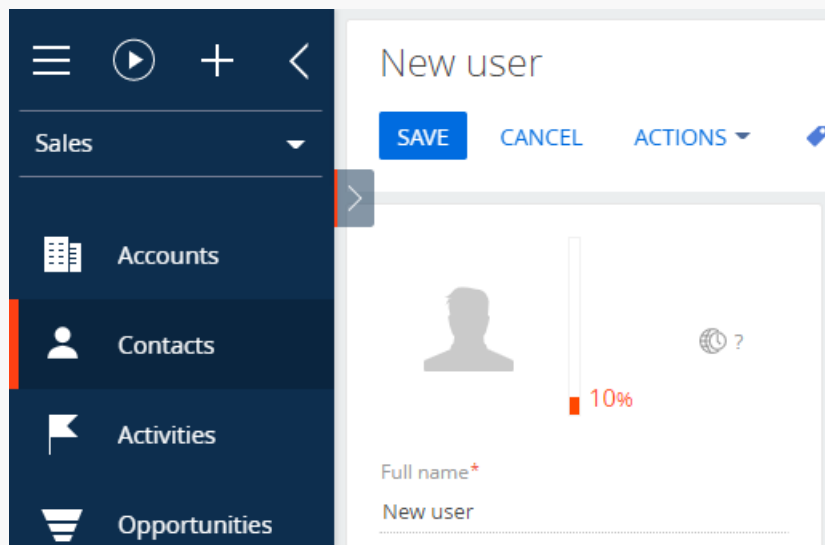 Sales
Accounts
Contacts
Activities
Opportunities
New user
SAVE CANCEL ACTIONS
?
10%
Full name*
New user